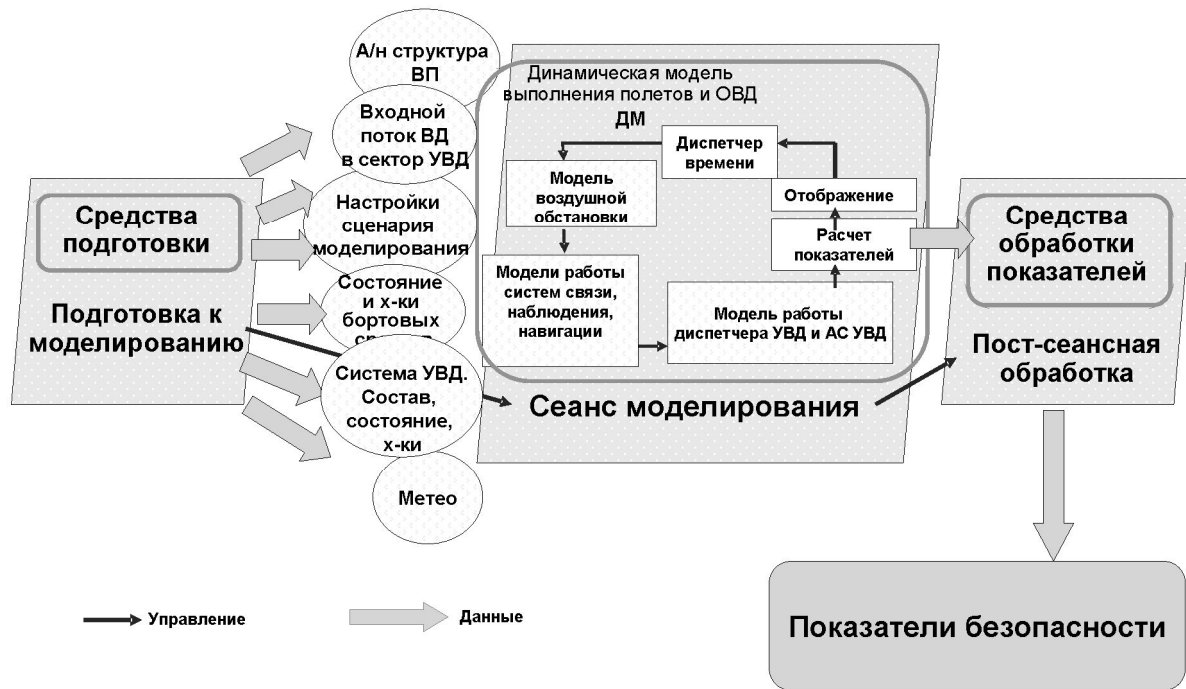 А/н структура
ВП
Входной
поток ВД
в сектор УВД
Настройки
сценария
моделирования
Состояние
и х-ки
бортовых
Система УВД.
Состав,
состояние,
х-ки
Метео
Средства
подготовки
Подготовка к
моделированию
Динамическая модель
выполнения полетов и ОВД
ДМ
Диспетчер
времени
Модель
воздушной
обстановки
Отображение
Расчет
показателей
Модели работы
систем связи,
наблюдения,
навигации
Модель работы
диспетчера УВД и АС УВД
Сеанс моделирования
Средства
обработки
показателей
Пост-сеансная
обработка
Управление
Данные
Показатели безопасности